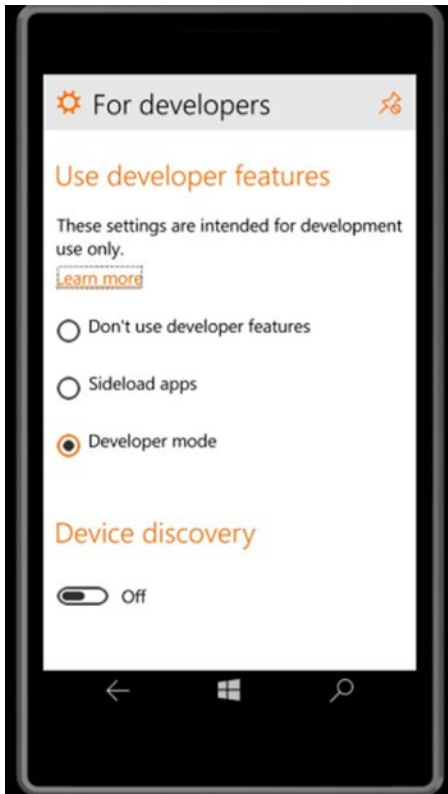 For developers
Use developer features
These settings are intended for development
use only.
Learn more
Don't use developer features
Sideload apps
Developer mode
Device discovery
Off